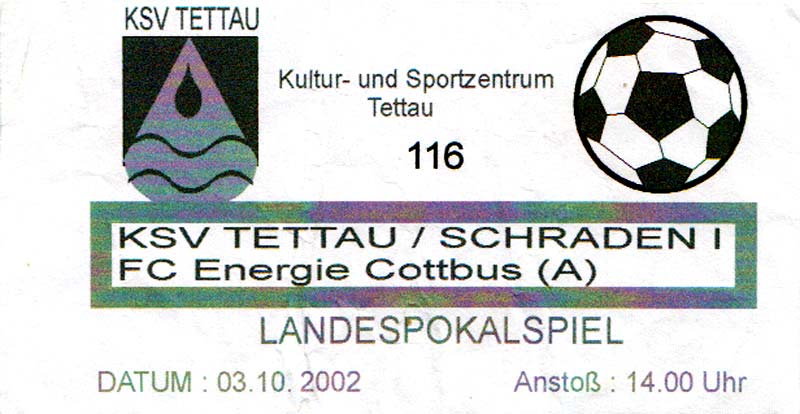 KSV TETTAU
Kultur- und Sportzentrum
Tettau
116
KSV TETTAU / SCHRADEN I
FC Energie Cottbus (A)
LANDESPOKALSPIEL
DATUM : 03.10. 2002
Anstoß : 14.00 Uhr